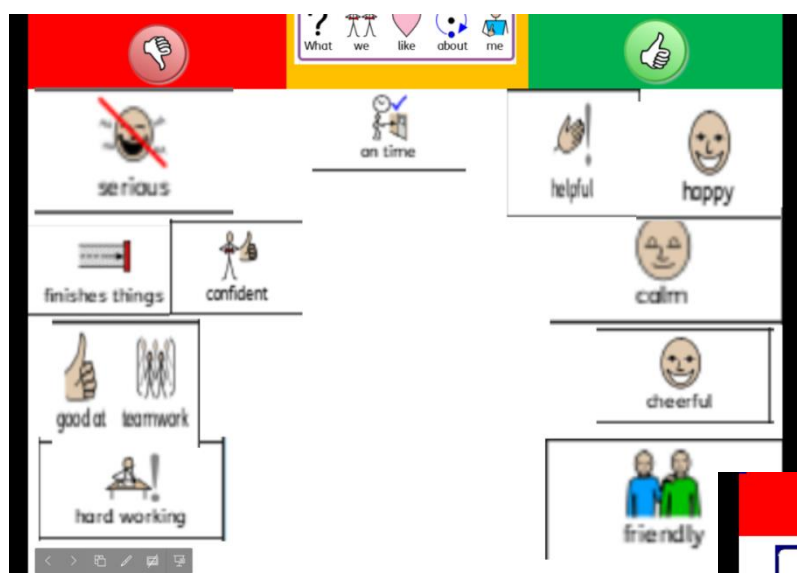 What we like about me
serious
on time
helpful
happy
finishes things
confident
calm
good at teamwork
cheerful
hard working
friendly